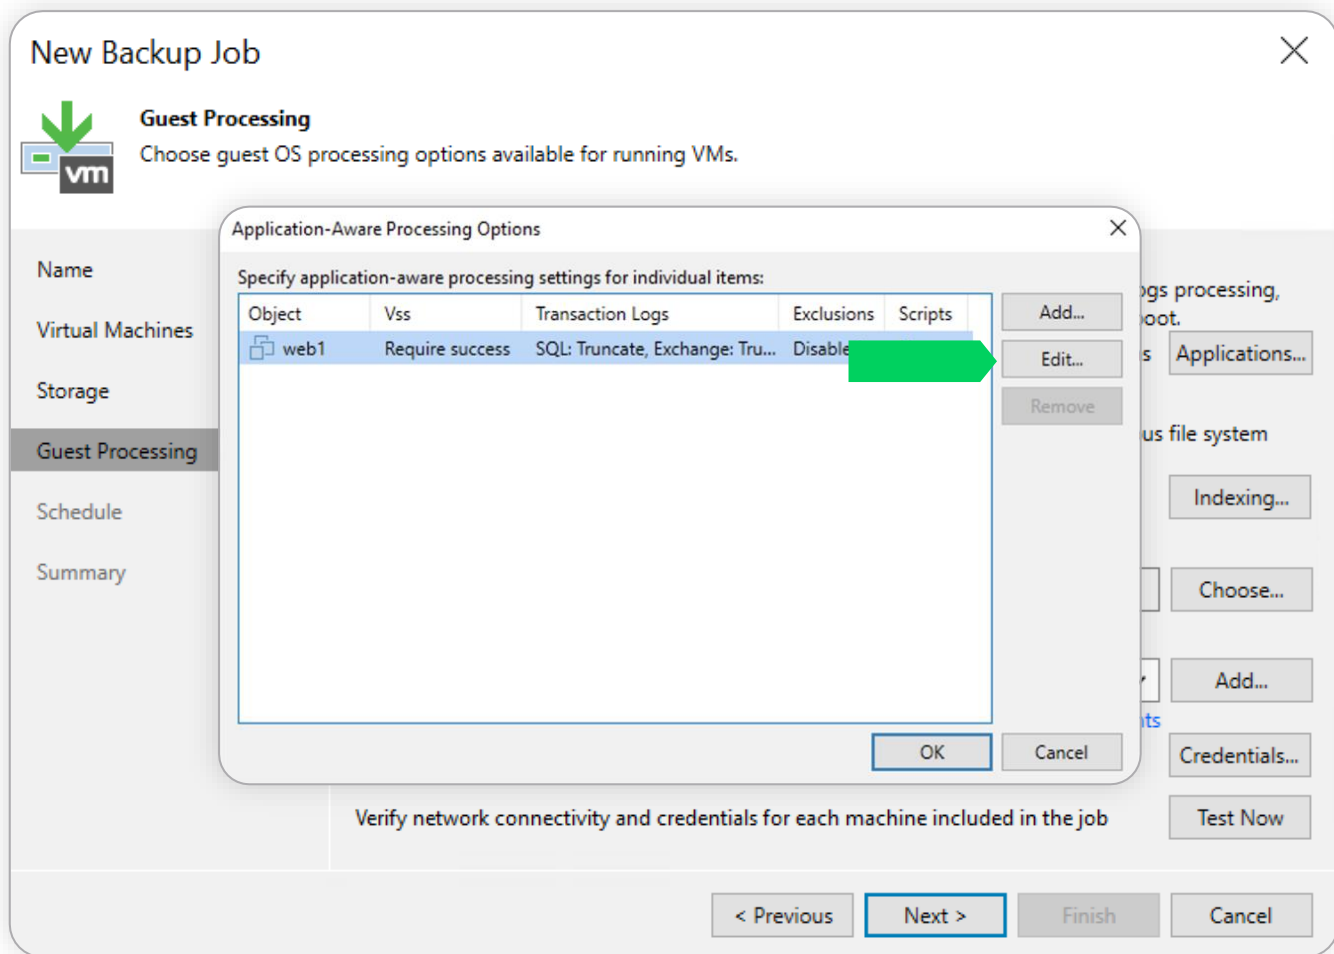 New Backup Job
Guest Processing
Choose guest OS processing options available for running VMs.
vm
Name
Virtual Machines
Storage
Guest Processing
Schedule
Summary
Application-Aware Processing Options
Specify application-aware processing settings for individual items:
Object Vss Transaction Logs Exclusions Scripts
web1 Require success SQL: Truncate, Exchange: Tru...
Add...
Edit...
Remove
OK Cancel
processing,
Applications...
file system
Indexing...
Choose...
Add...
Credentials...
Verify network connectivity and credentials for each machine included in the job
Test Now
< Previous Next > Finish Cancel